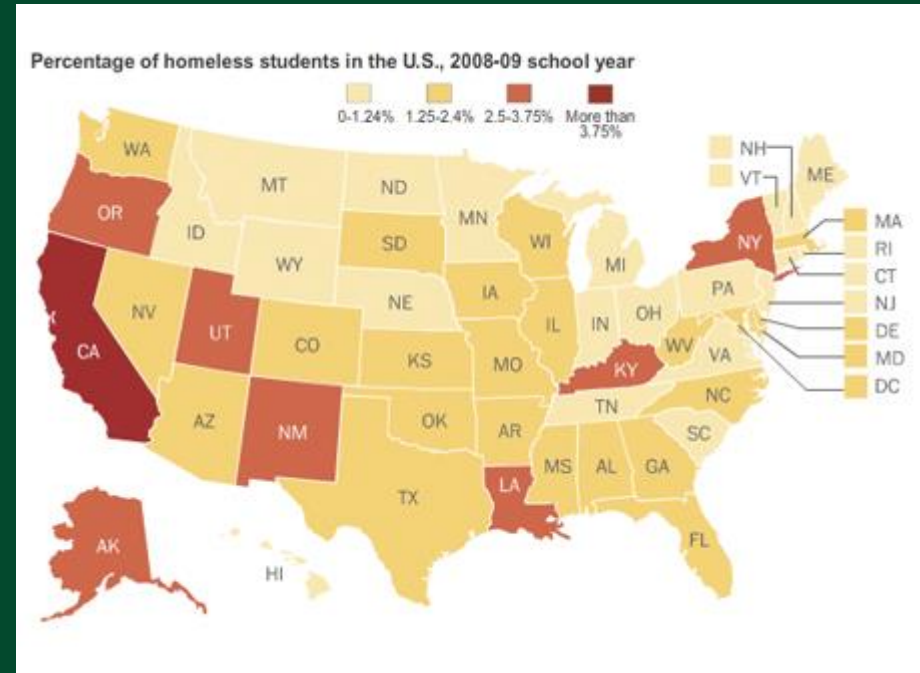 Percentage of homeless students in the U.S., 2008-09 school year
0-1.24% 1.25-2.4% 2.5-3.75% More than
3.75%
WA
MT
ND
MN
NH
VT
ME
OR
ID
SD
WI
MI
NY
MA
RI
CT
NJ
DE
MD
DC
WY
NE
IA
PA
NV
UT
CO
IL
IN
OH
CA
KS
MO
WV
VA
KY
AZ
NM
OK
AR
TN
NC
SC
TX
LA
MS
AL
GA
FL
AK
HI